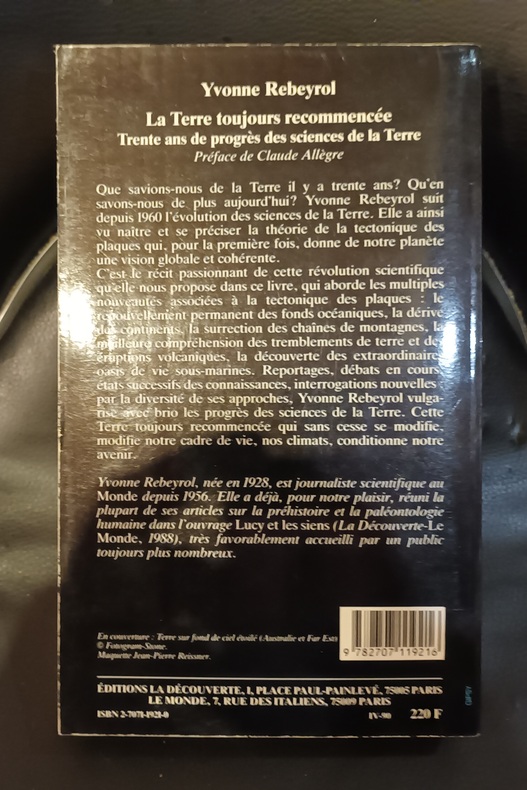 Yvonne Rebeyrol
La Terre toujours recommencée
Trente ans de progrès des sciences de la Terre
Préface de Claude Allègre
Que savions-nous de la Terre il y a trente ans? Qu'en
savons-nous de plus aujourd'hui? Yvonne Rebeyrol suit
depuis 1960 l'évolution des sciences de la Terre. Elle a ainsi
vu naître et se préciser la théorie de la tectonique des
plaques qui, pour la première fois, donne de notre planète
une vision globale et cohérente.
C'est le récit passionnant de cette révolution scientifique
qu'elle nous propose dans ce livre, qui aborde les multiples
nouveautés associées à la tectonique des plaques : le
renouvellement permanent des fonds océaniques, la dérive
des continents, la surrection des chaînes de montagnes, la
meilleure compréhension des tremblements de terre et des
éruptions volcaniques, la découverte des extraordinaires
oasis de vie sous-marines. Reportages, débats en cours,
états successifs des connaissances, interrogations nouvelles :
par la diversité de ses approches, Yvonne Rebeyrol vulga-
rise avec brio les progrès des sciences de la Terre. Cette
Terre toujours recommencée qui sans cesse se modifie,
modifie notre cadre de vie, nos climats, conditionne notre
avenir.
Yvonne Rebeyrol, née en 1928, est journaliste scientifique au
Monde depuis 1956. Elle a déjà, pour notre plaisir, réuni la
plupart de ses articles sur la préhistoire et la paléontologie
humaine dans l'ouvrage Lucy et les siens (La Découverte-Le
Monde, 1988), très favorablement accueilli par un public
toujours plus nombreux.
En couverture : Terre sur fond de ciel étoilé (Australie et Far Est)
© Fotogram-Stone.
Maquette Jean-Pierre Reissner.
9 782707 119216
ÉDITIONS LA DÉCOUVERTE, 1, PLACE PAUL-PAINLEVÉ, 75005 PARIS
LE MONDE, 7, RUE DES ITALIENS, 75009 PARIS
ISBN 2-7071-1921-0
IV-90 220 F